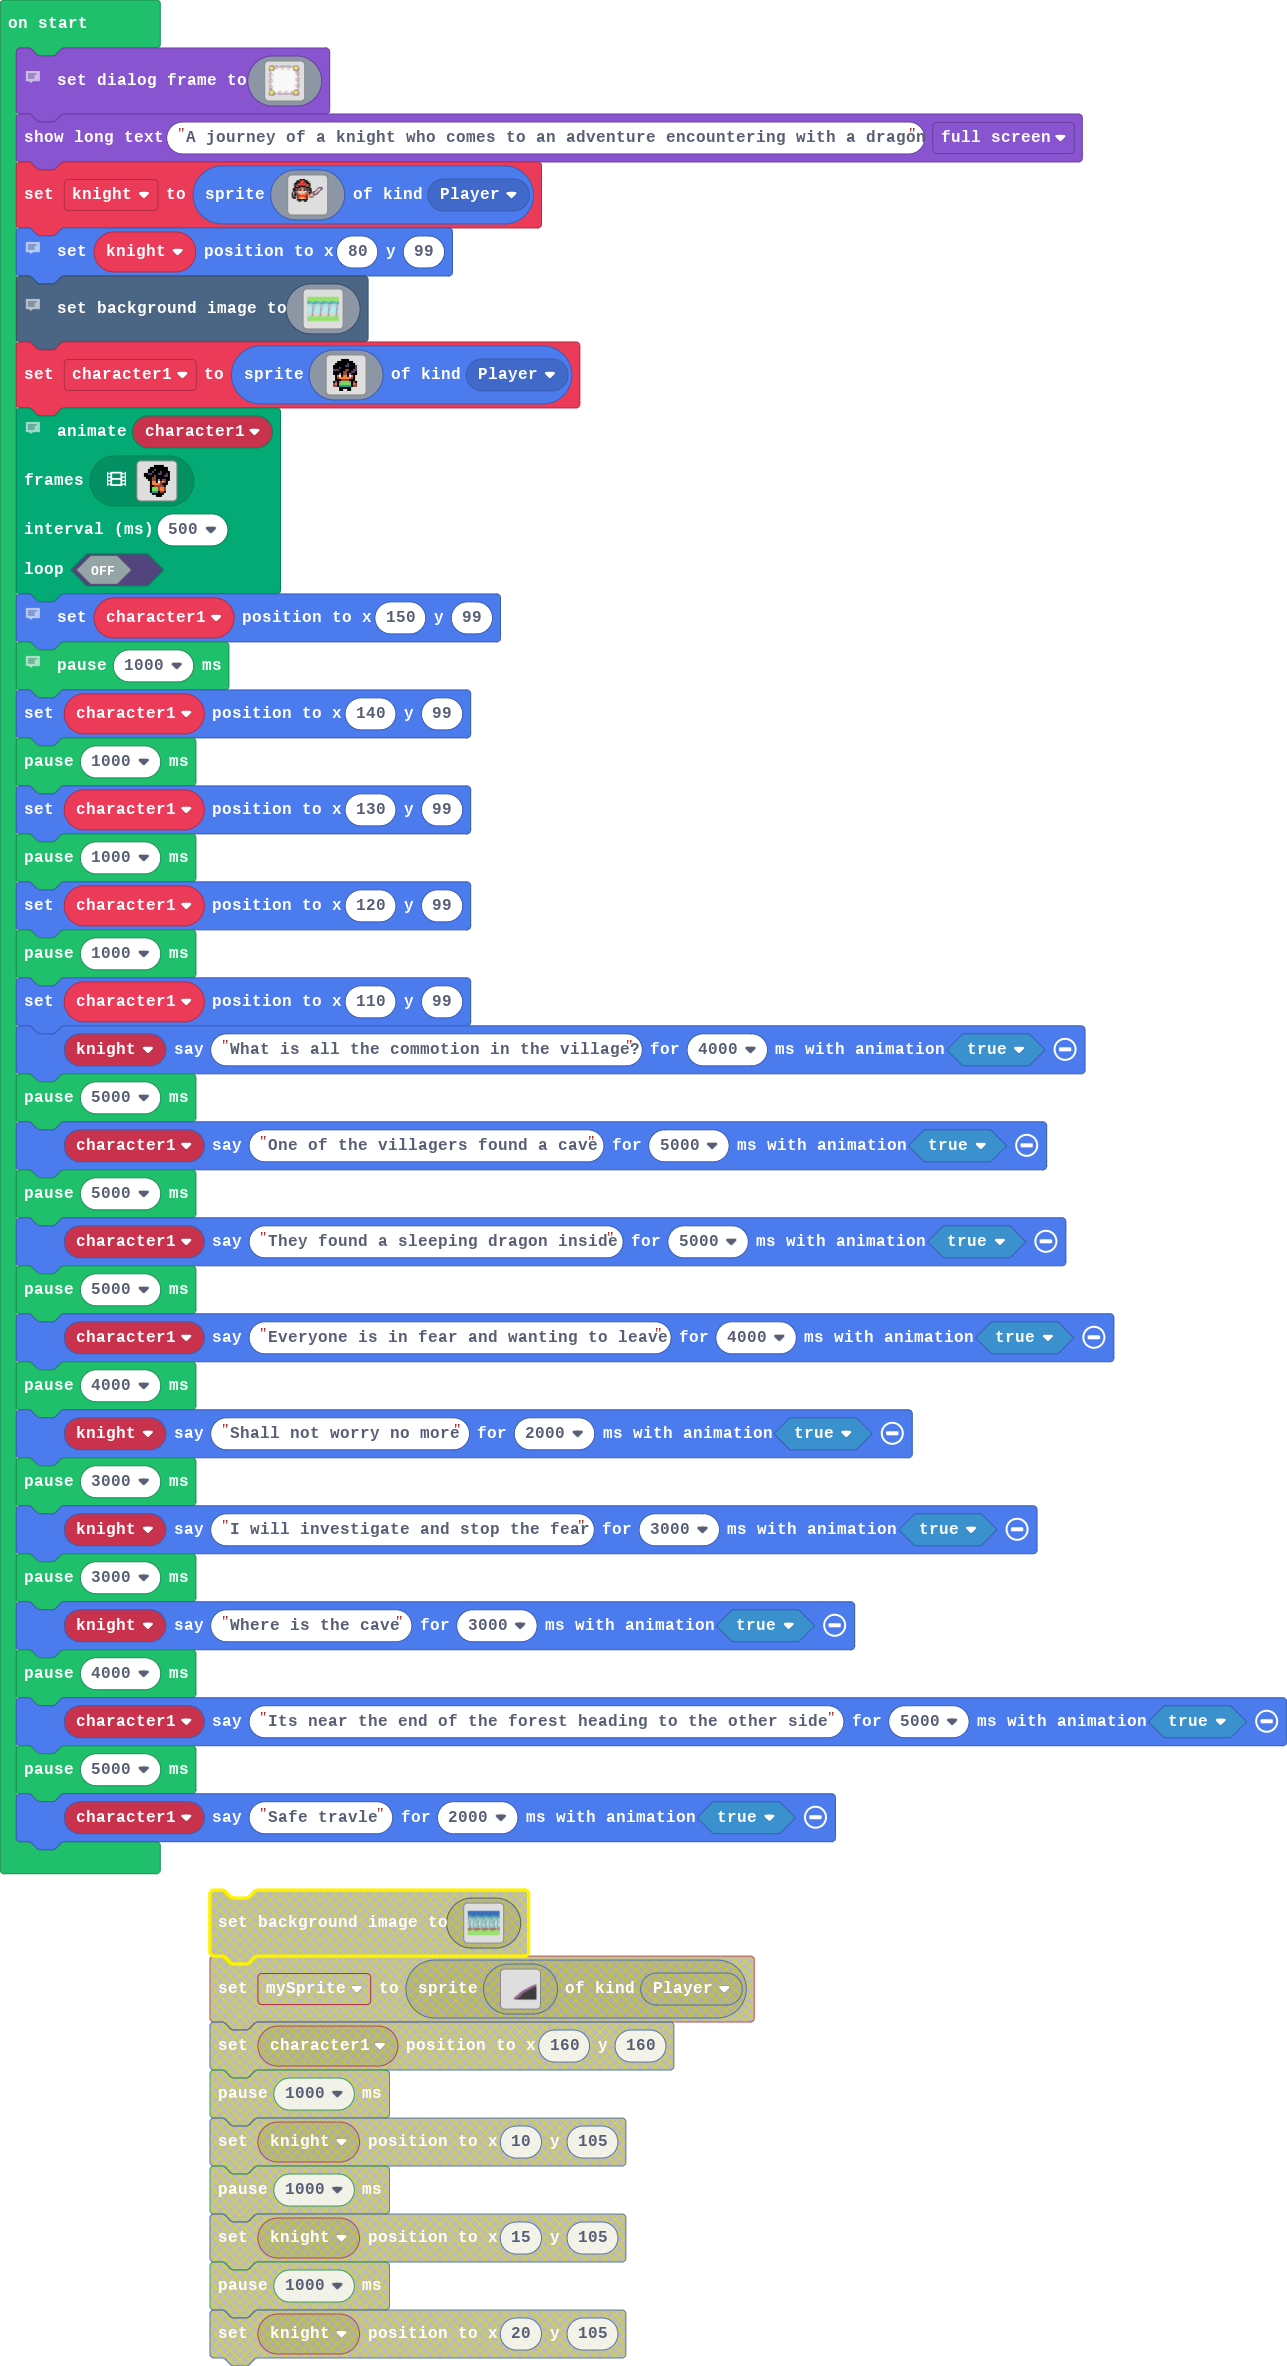 on start
set dialog frame to
show long text "A journey of a knight who comes to an adventure encountering with a dragon" full screen
set knight to sprite of kind Player
set knight position to x 80 y 99
set background image to
set character1 to sprite of kind Player
animate character1
frames
interval (ms) 500
loop OFF
set character1 position to x 150 y 99
pause 1000 ms
set character1 position to x 140 y 99
pause 1000 ms
set character1 position to x 130 y 99
pause 1000 ms
set character1 position to x 120 y 99
pause 1000 ms
set character1 position to x 110 y 99
knight say "What is all the commotion in the village?" for 4000 ms with animation true
pause 5000 ms
character1 say "One of the villagers found a cave" for 5000 ms with animation true
pause 5000 ms
character1 say "They found a sleeping dragon inside" for 5000 ms with animation true
pause 5000 ms
character1 say "Everyone is in fear and wanting to leave" for 4000 ms with animation true
pause 4000 ms
knight say "Shall not worry no more" for 2000 ms with animation true
pause 3000 ms
knight say "I will investigate and stop the fear" for 3000 ms with animation true
pause 3000 ms
knight say "Where is the cave" for 3000 ms with animation true
pause 4000 ms
character1 say "Its near the end of the forest heading to the other side" for 5000 ms with animation true
pause 5000 ms
character1 say "Safe travle" for 2000 ms with animation true
set background image to
set mySprite to sprite of kind Player
set character1 position to x 160 y 160
pause 1000 ms
set knight position to x 10 y 105
pause 1000 ms
set knight position to x 15 y 105
pause 1000 ms
set knight position to x 20 y 105